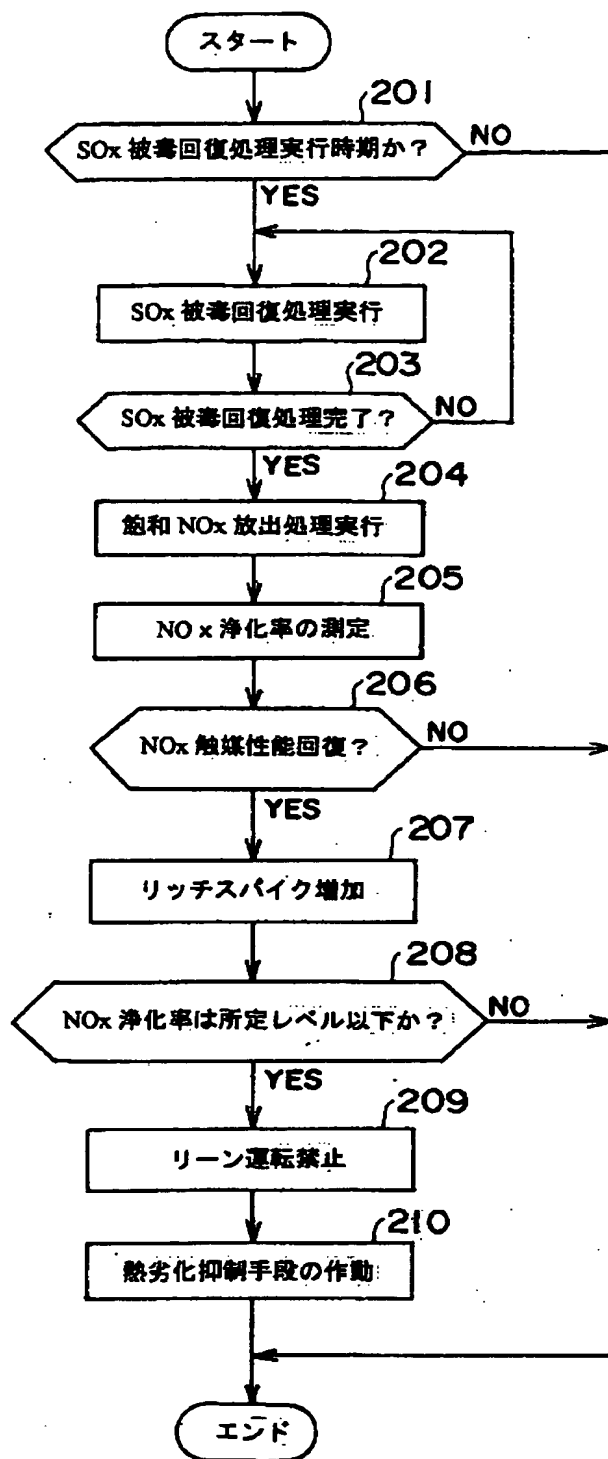 スタート
201
SOx 被毒回復処理実行時期か?
NO
YES
202
SOx 被毒回復処理実行
203
SOx 被毒回復処理完了?
NO
YES
204
飽和 NOx 放出処理実行
205
NOx 浄化率の測定
206
NOx 触媒性能回復?
NO
YES
207
リッチスパイク増加
208
NOx 浄化率は所定レベル以下か?
NO
YES
209
リーン運転禁止
210
熱劣化抑制手段の作動
エンド